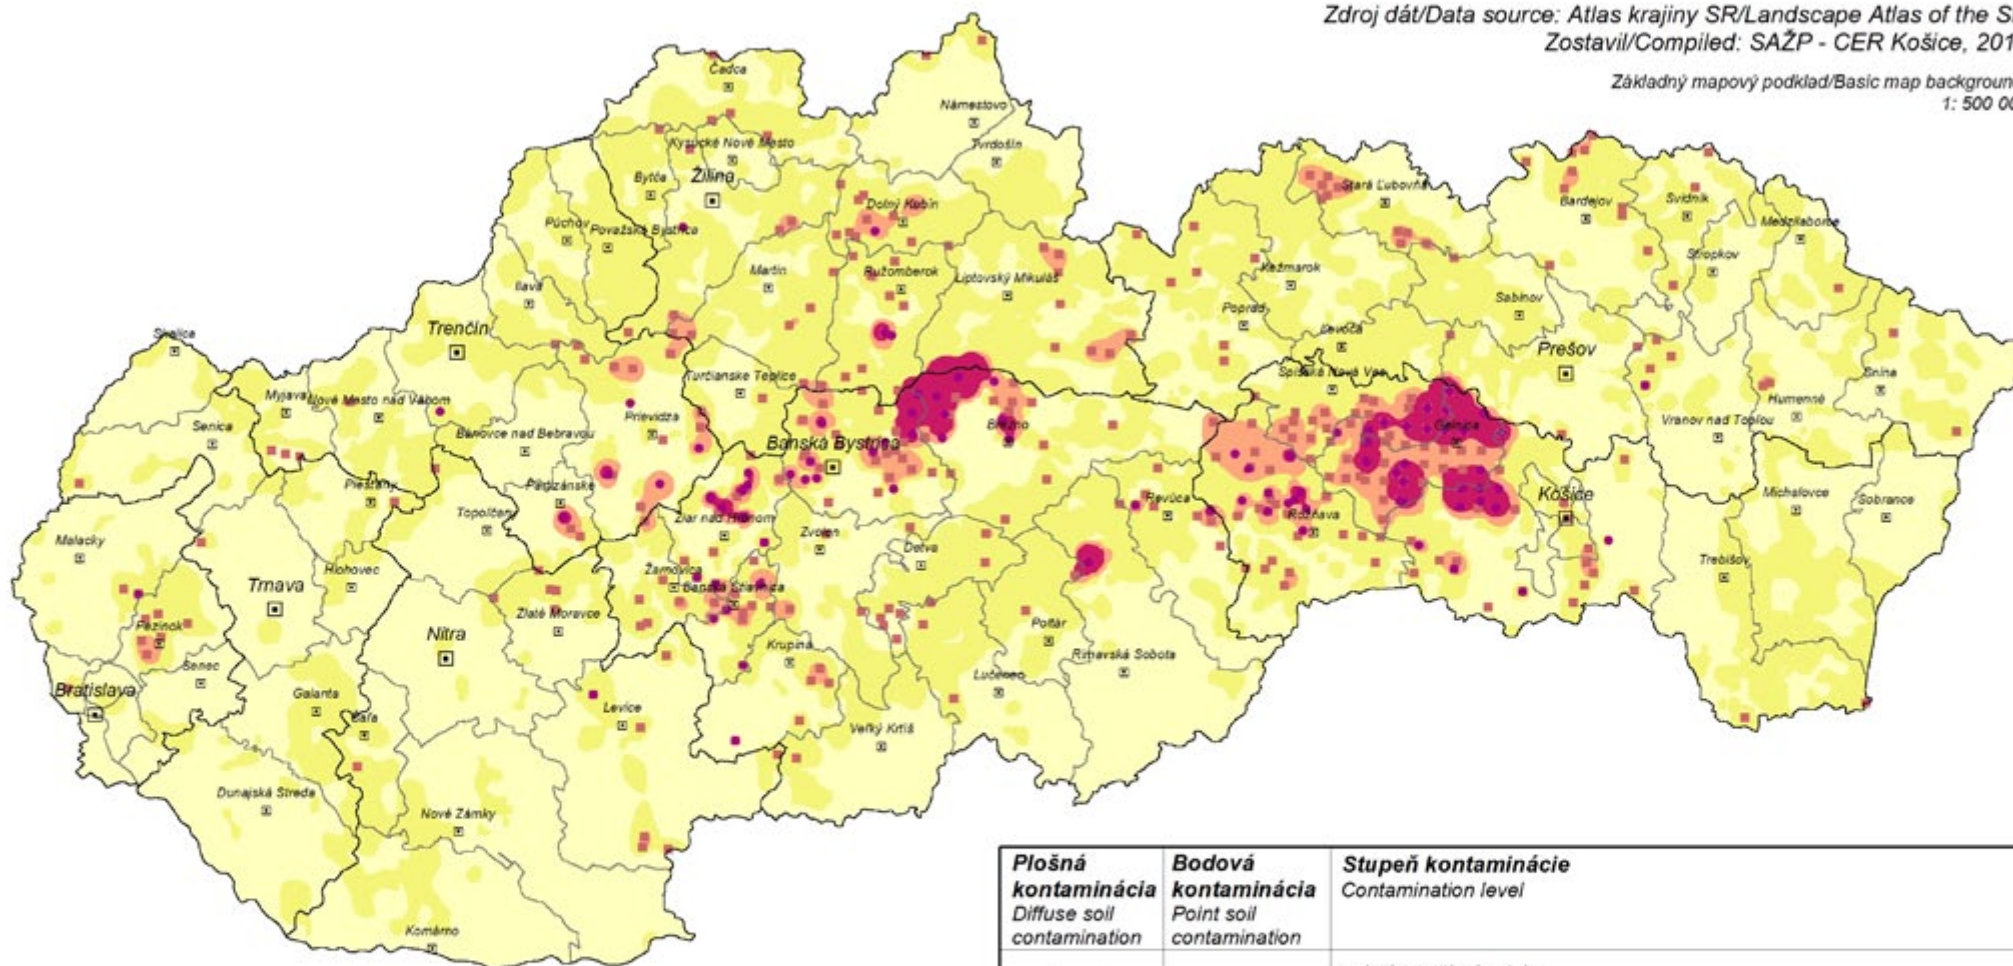 Zdroj dát/Data source: Atlas krajiny SR/Landscape Atlas of the
Zostavil/Compiled: SAŽP - CER Košice, 201
Základný mapový podklad/Basic map background
1: 500 00
Čadca
Námestovo
Kysucké Nové Mesto
Tvrdošín
Bytča
Žilina
Stará Ľubovňa
Dolný Kubín
Bardejov
Svidník
Medzilaborce
Púchov
Považská Bystrica
Stropkov
Martin
Ružomberok
Liptovský Mikuláš
Kežmarok
Ilava
Poprad
Sabinov
Trenčín
Skalica
Levoča
Prešov
Turčianske Teplice
Spišská Nová Ves
Snina
Myjava
Nové Mesto nad Váhom
Humenné
Prievidza
Senica
Bánovce nad Bebravou
Banská Bystrica
Brezno
Gelnica
Vranov nad Topľou
Piešťany
Partizánske
Revúca
Košice
Michalovce
Sobrance
Topoľčany
Žiar nad Hronom
Rožňava
Malacky
Zvolen
Detva
Hlohovec
Žarnovica
Trebišov
Trnava
Banská Štiavnica
Zlaté Moravce
Pezinok
Nitra
Poltár
Krupina
Rimavská Sobota
Senec
Lučenec
Bratislava
Galanta
Šaľa
Levice
Veľký Krtíš
Dunajská Streda
Nové Zámky
Komárno
Plošná
kontaminácia
Diffuse soil
contamination
Bodová
kontaminácia
Point soil
contamination
Stupeň kontaminácie
Contamination level